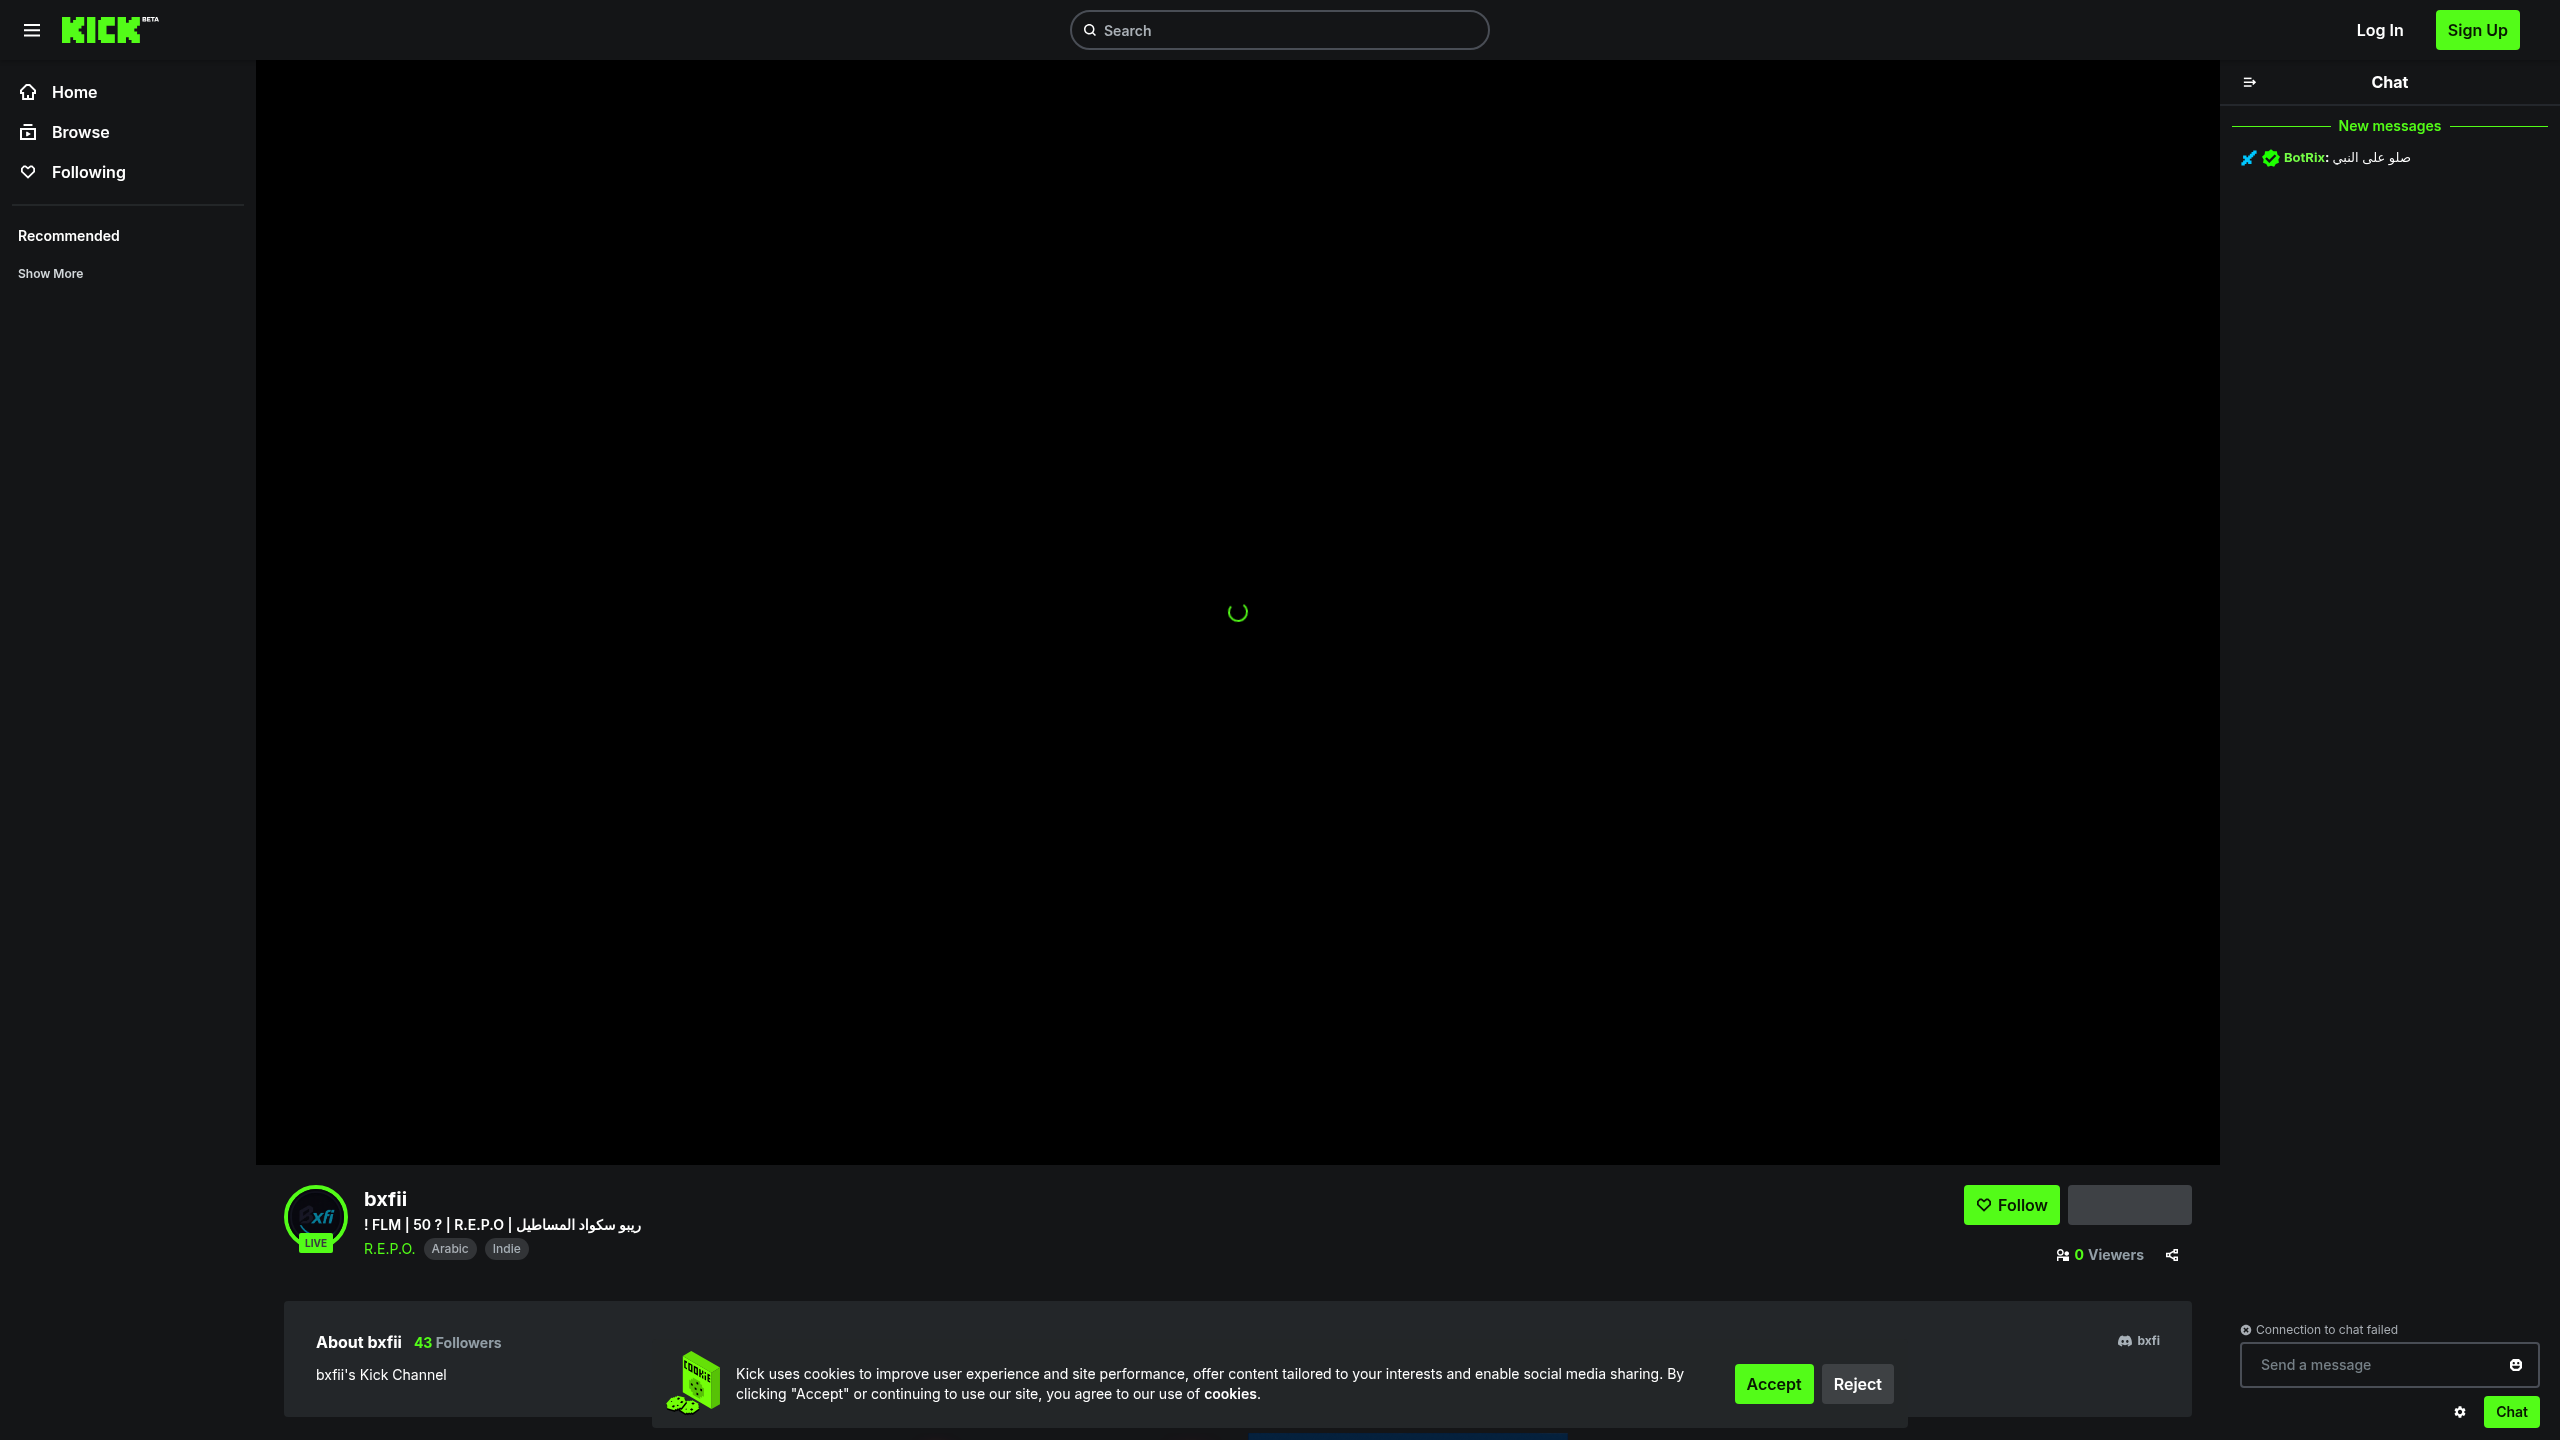 KICK BETA
Search
Log In
Sign Up
Home
Browse
Following
Recommended
Show More
Chat
New messages
BotRix: صلو على النبي
bxfi
LIVE
bxfii
! FLM | 50 ? | R.E.P.O | ريبو سكواد المساطيل
R.E.P.O.
Arabic
Indie
Follow
0 Viewers
About bxfii
43 Followers
bxfi
bxfii's Kick Channel
COOKIE
Kick uses cookies to improve user experience and site performance, offer content tailored to your interests and enable social media sharing. By
clicking "Accept" or continuing to use our site, you agree to our use of cookies.
Accept
Reject
Connection to chat failed
Send a message
Chat